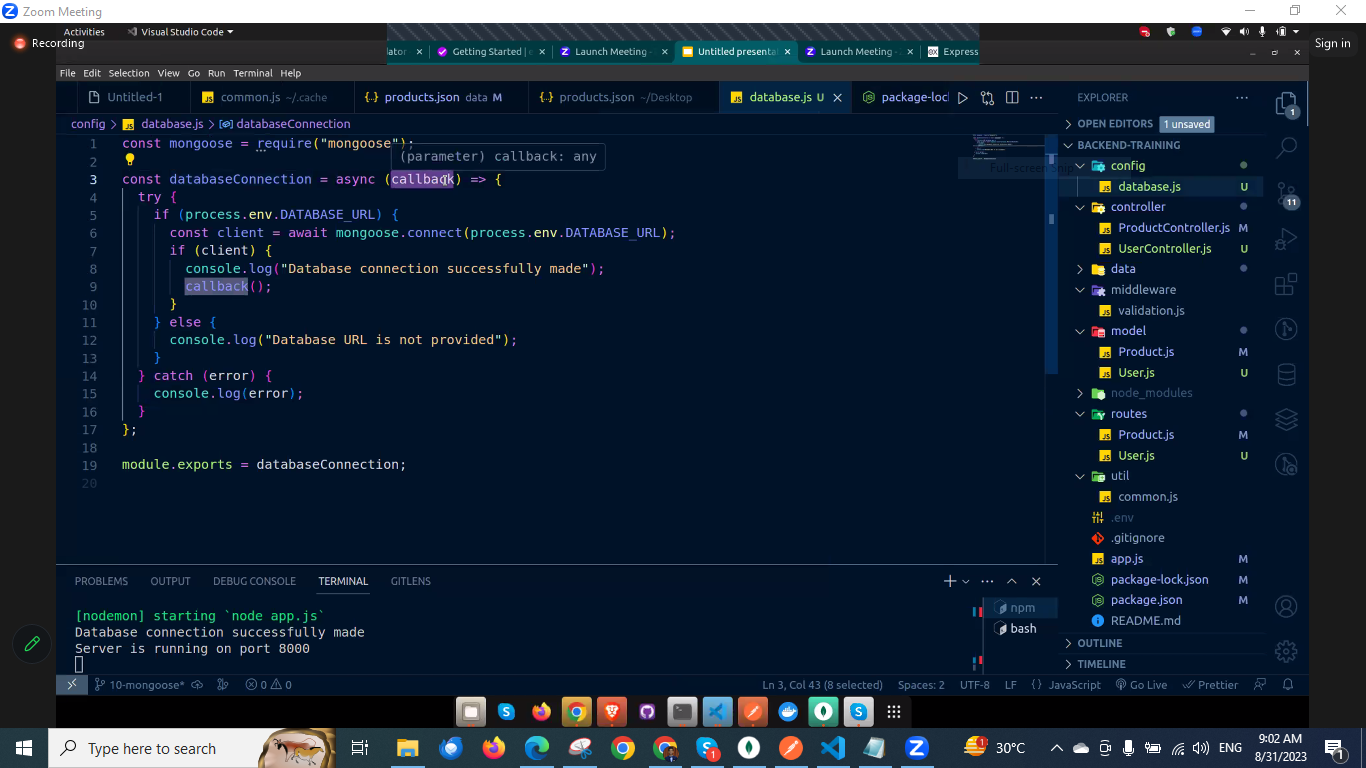 Zoom Meeting
Activities
Visual Studio Code
Recording
lator
Getting Started | e
Launch Meeting -
Untitled presenta
Launch Meeting -
Express
Sign in
File Edit Selection View Go Run Terminal Help
Untitled-1
common.js ~/.cache
products.json data M
products.json ~/Desktop
database.js U
package-locl
EXPLORER
config > database.js > databaseConnection
1 const mongoose = require("mongoose");
2
(parameter) callback: any
3 const databaseConnection = async (callback) => {
4 try {
5 if (process.env.DATABASE_URL) {
6 const client = await mongoose.connect(process.env.DATABASE_URL);
7 if (client) {
8 console.log("Database connection successfully made");
9 callback();
10 }
11 } else {
12 console.log("Database URL is not provided");
13 }
14 } catch (error) {
15 console.log(error);
16 }
17 };
18
19 module.exports = databaseConnection;
20
OPEN EDITORS 1 unsaved
BACKEND-TRAINING
config
database.js U
controller
ProductController.js M
UserController.js U
data
middleware
validation.js
model
Product.js M
User.js U
node_modules
routes
Product.js M
User.js U
util
common.js
.env
.gitignore
app.js M
package-lock.json M
package.json M
README.md
OUTLINE
TIMELINE
1
11
PROBLEMS OUTPUT DEBUG CONSOLE TERMINAL GITLENS
[nodemon] starting `node app.js`
Database connection successfully made
Server is running on port 8000
npm
bash
10-mongoose*
0 0
Ln 3, Col 43 (8 selected)
Spaces: 2
UTF-8
LF
{} JavaScript
Go Live
Prettier
Type here to search
30°C
ENG
9:02 AM
8/31/2023